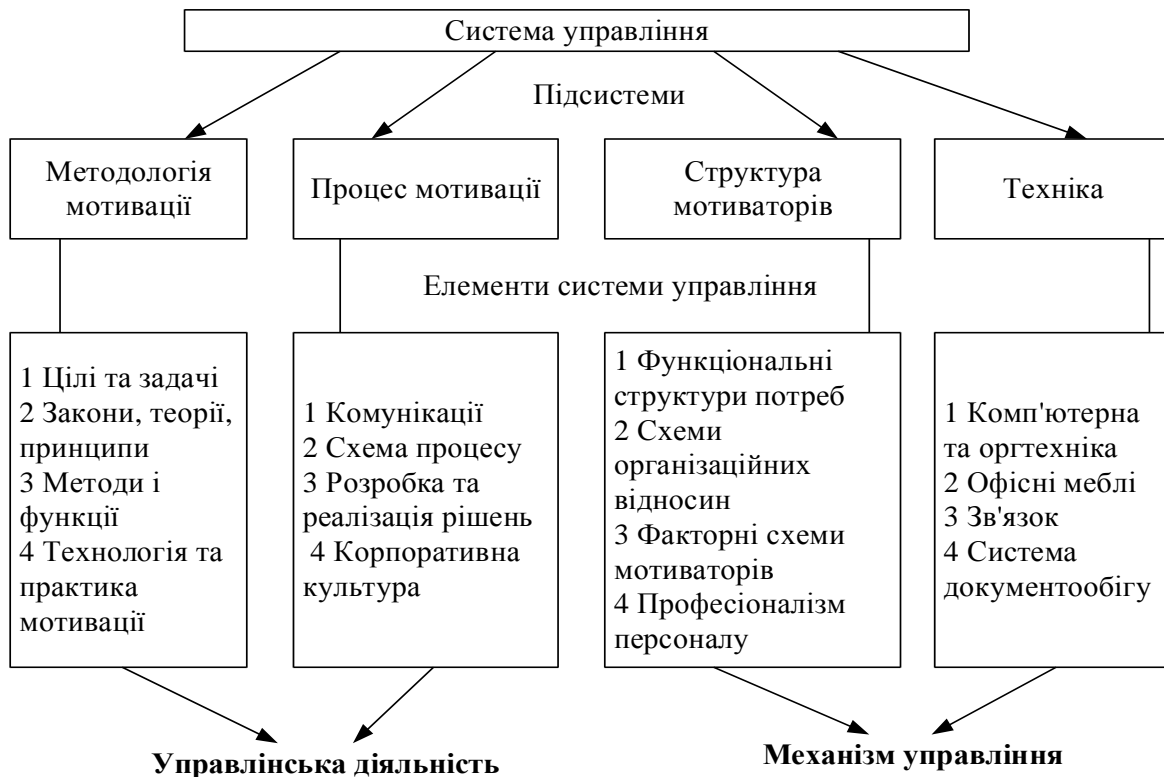 Система управління
Підсистеми
Методологія
мотивації
Процес мотивації
Структура
мотиваторів
Техніка
Елементи системи управління
1 Цілі та задачі
2 Закони, теорії,
принципи
3 Методи і
функції
4 Технологія та
практика
мотивації
1 Комунікації
2 Схема процесу
3 Розробка та
реалізація рішень
4 Корпоративна
культура
1 Функціональні
структури потреб
2 Схеми
організаційних
відносин
3 Факторні схеми
мотиваторів
4 Професіоналізм
персоналу
1 Комп'ютерна
та оргтехніка
2 Офісні меблі
3 Зв'язок
4 Система
документообігу
Управлінська діяльність
Механізм управління